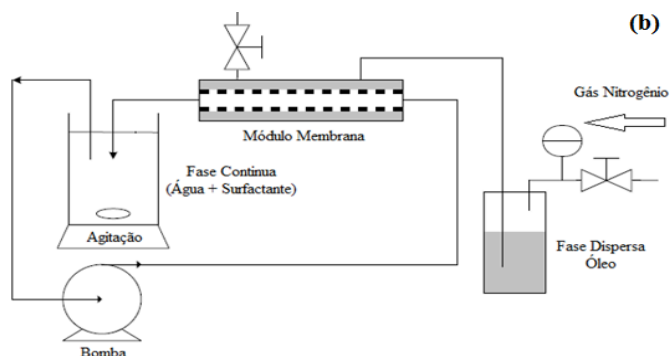 (b)
Gás Nitrogênio
Módulo Membrana
Fase Continua
(Água + Surfactante)
Agitação
Fase Dispersa
Óleo
Bomba